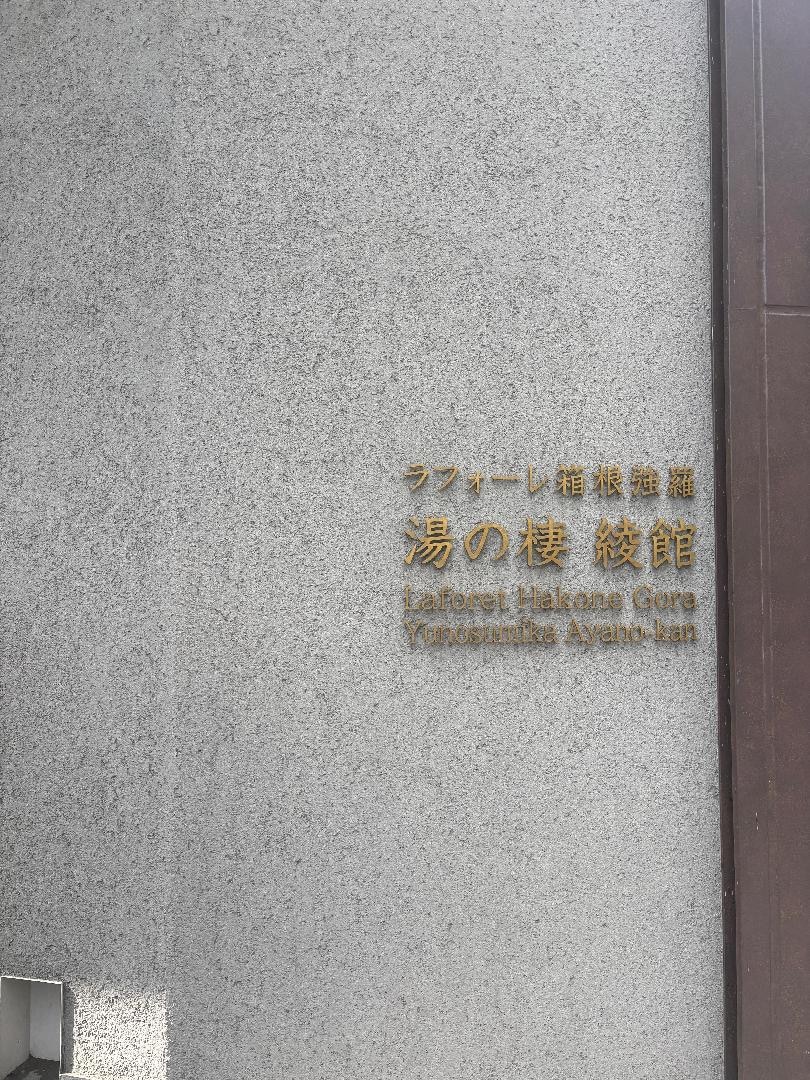 ラフォーレ箱根強羅
湯の棲 綾館
Laforet Hakone Gora
Yunosumika Ayano-kan